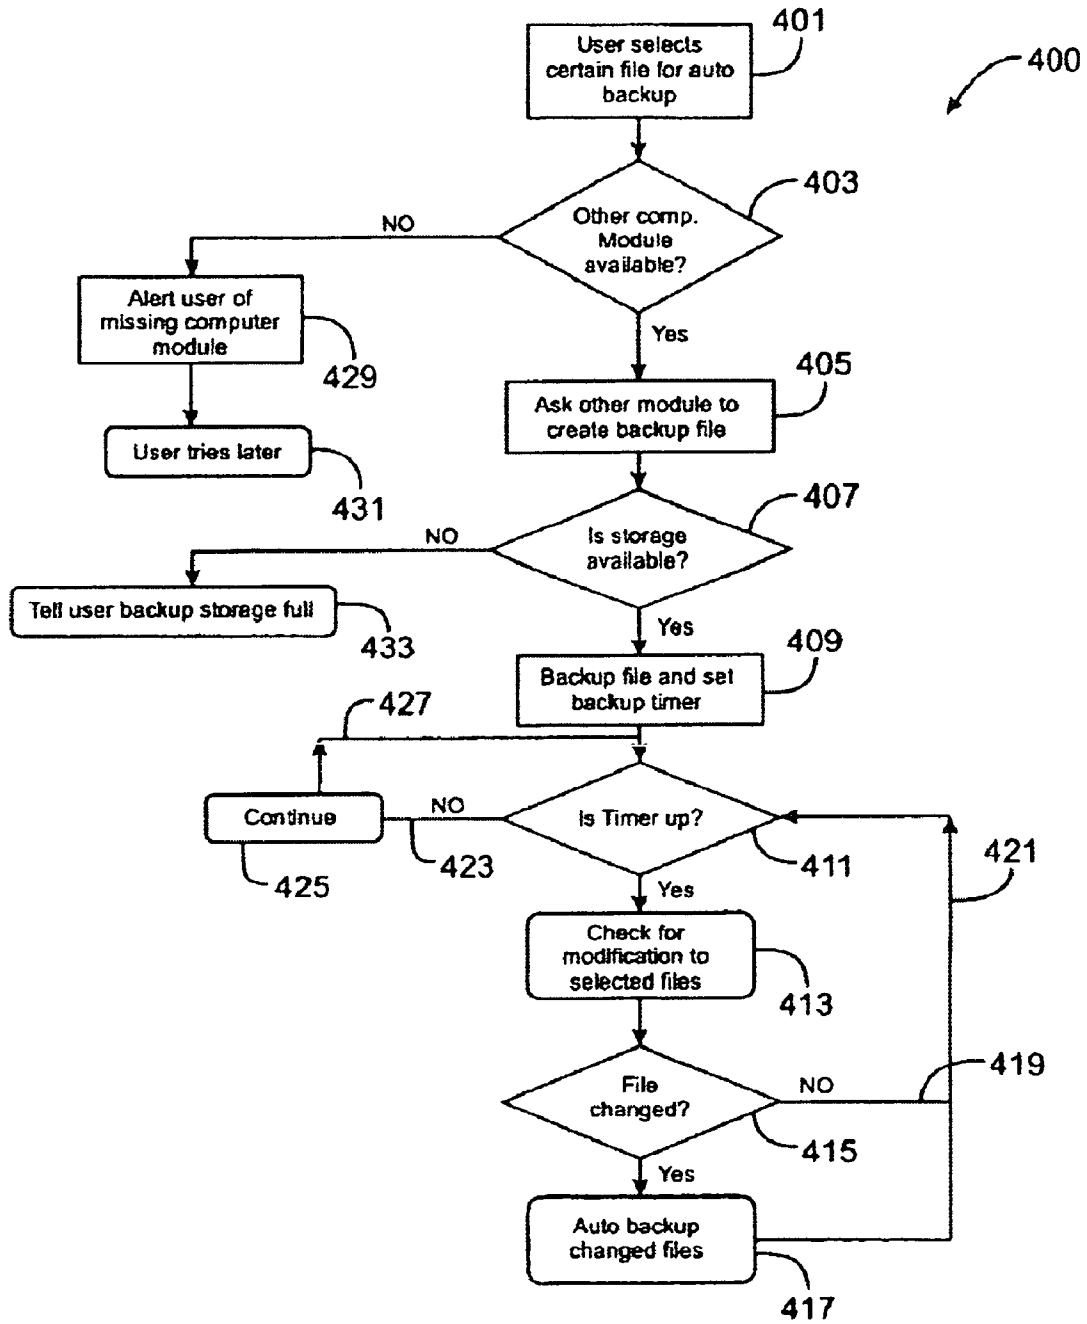 401
User selects
certain file for auto
backup
400
403
Other comp.
Module
available?
NO
Alert user of
missing computer
module
429
Yes
405
Ask other module to
create backup file
User tries later
431
407
Is storage
available?
NO
Tell user backup storage full
433
Yes
409
Backup file and set
backup timer
427
Is Timer up?
NO
Continue
423
425
411
421
Yes
Check for
modification to
selected files
413
File
changed?
NO
419
415
Yes
Auto backup
changed files
417